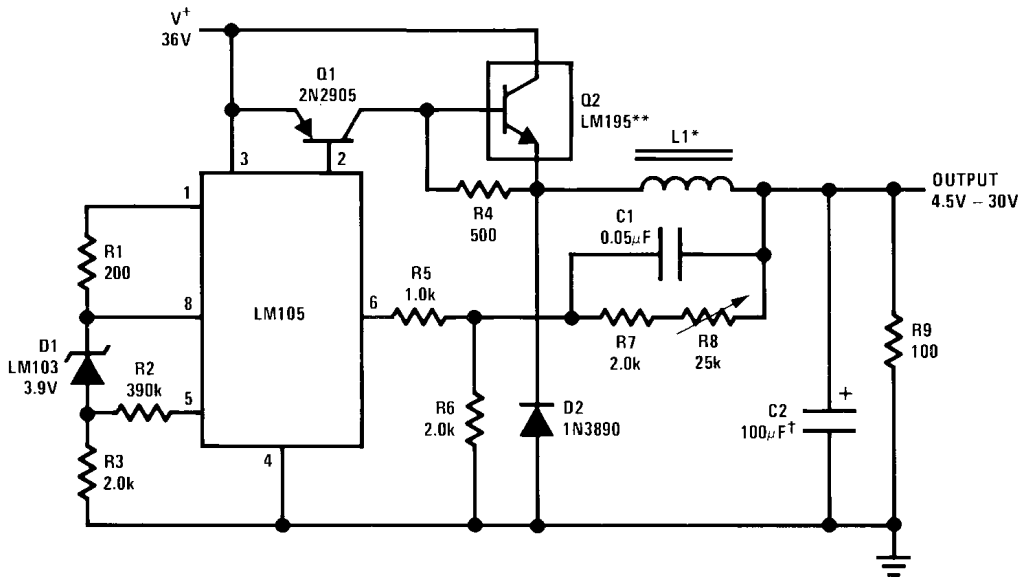 V+
36V
Q1
2N2905
Q2
LM195**
L1*
3
2
1
R4
500
OUTPUT
4.5V – 30V
C1
0.05μF
R1
200
R5
1.0k
8
LM105
6
D1
LM103
3.9V
R7
2.0k
R8
25k
R9
100
R2
390k
5
R6
2.0k
D2
1N3890
+
C2
100μF†
R3
2.0k
4